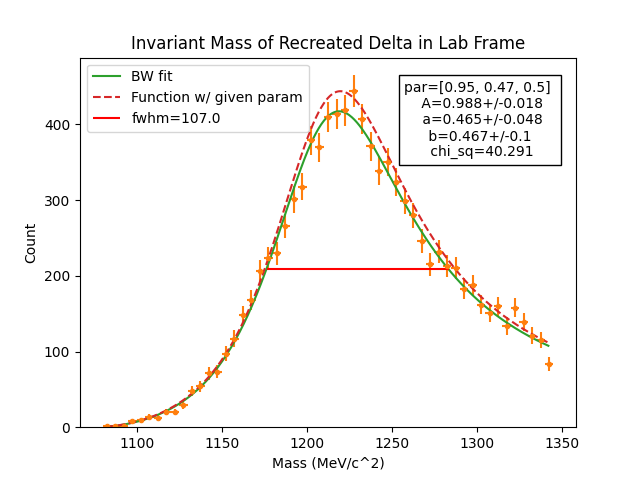 Invariant Mass of Recreated Delta in Lab Frame
BW fit
Function w/ given param
fwhm=107.0
par=[0.95, 0.47, 0.5]
A=0.988+/-0.018
a=0.465+/-0.048
b=0.467+/-0.1
chi_sq=40.291
Count
400
300
200
100
0
1100 1150 1200 1250 1300 1350
Mass (MeV/c^2)